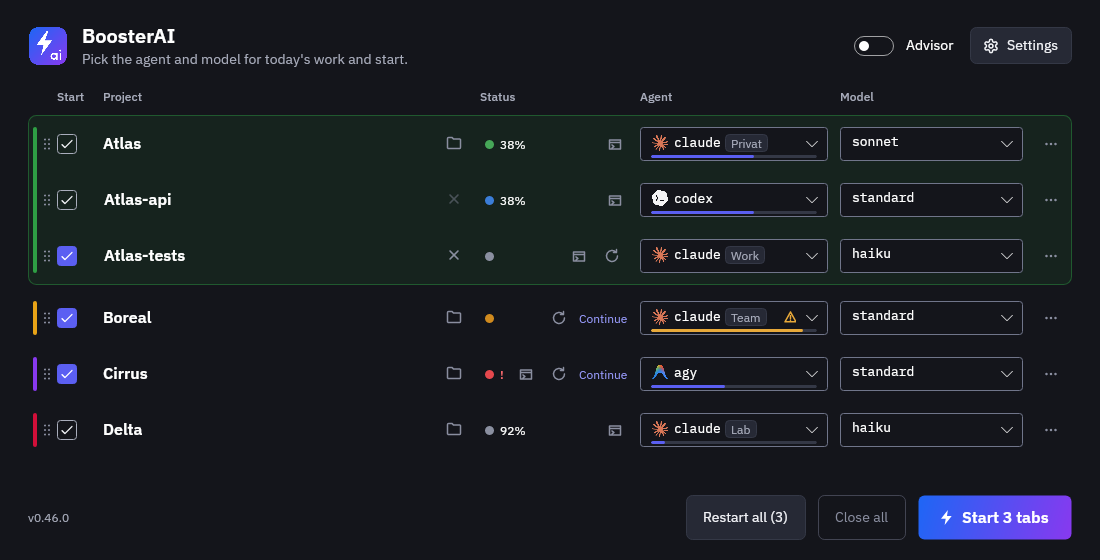 ai
BoosterAI
Pick the agent and model for today's work and start.
Advisor
Settings
Start Project Status Agent Model
Atlas 38% claude Privat sonnet
Atlas-api 38% codex standard
Atlas-tests claude Work haiku
Boreal Continue claude Team standard
Cirrus ! Continue agy standard
Delta 92% claude Lab haiku
v0.46.0
Restart all (3)
Close all
Start 3 tabs